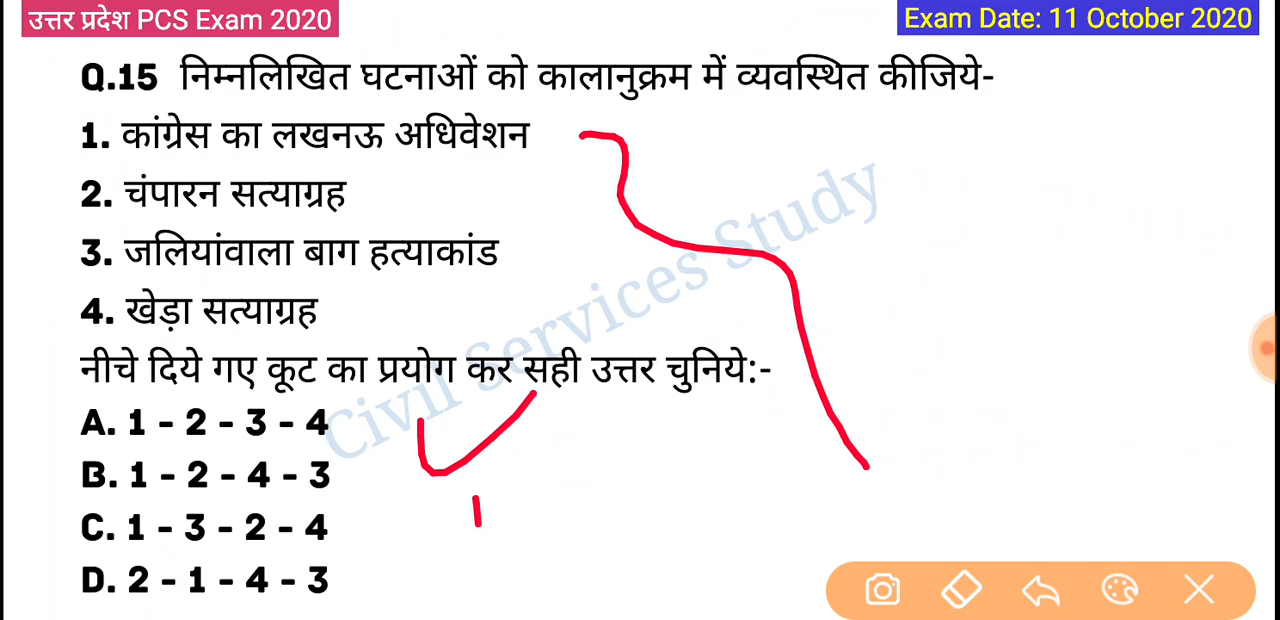 उत्तर प्रदेश PCS Exam 2020
Exam Date: 11 October 2020
Q.15 निम्नलिखित घटनाओं को कालानुक्रम में व्यवस्थित कीजिये-
1. कांग्रेस का लखनऊ अधिवेशन
2. चंपारन सत्याग्रह
3. जलियांवाला बाग हत्याकांड
4. खेड़ा सत्याग्रह
नीचे दिये गए कूट का प्रयोग कर सही उत्तर चुनिये:-
A. 1 - 2 - 3 - 4
B. 1 - 2 - 4 - 3
C. 1 - 3 - 2 - 4
D. 2 - 1 - 4 - 3
Civil Services Study